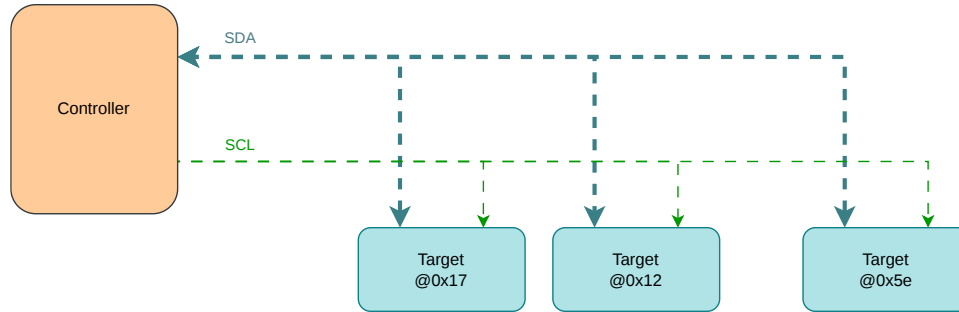 SDA
Controller
SCL
Target
@0x17
Target
@0x12
Target
@0x5e